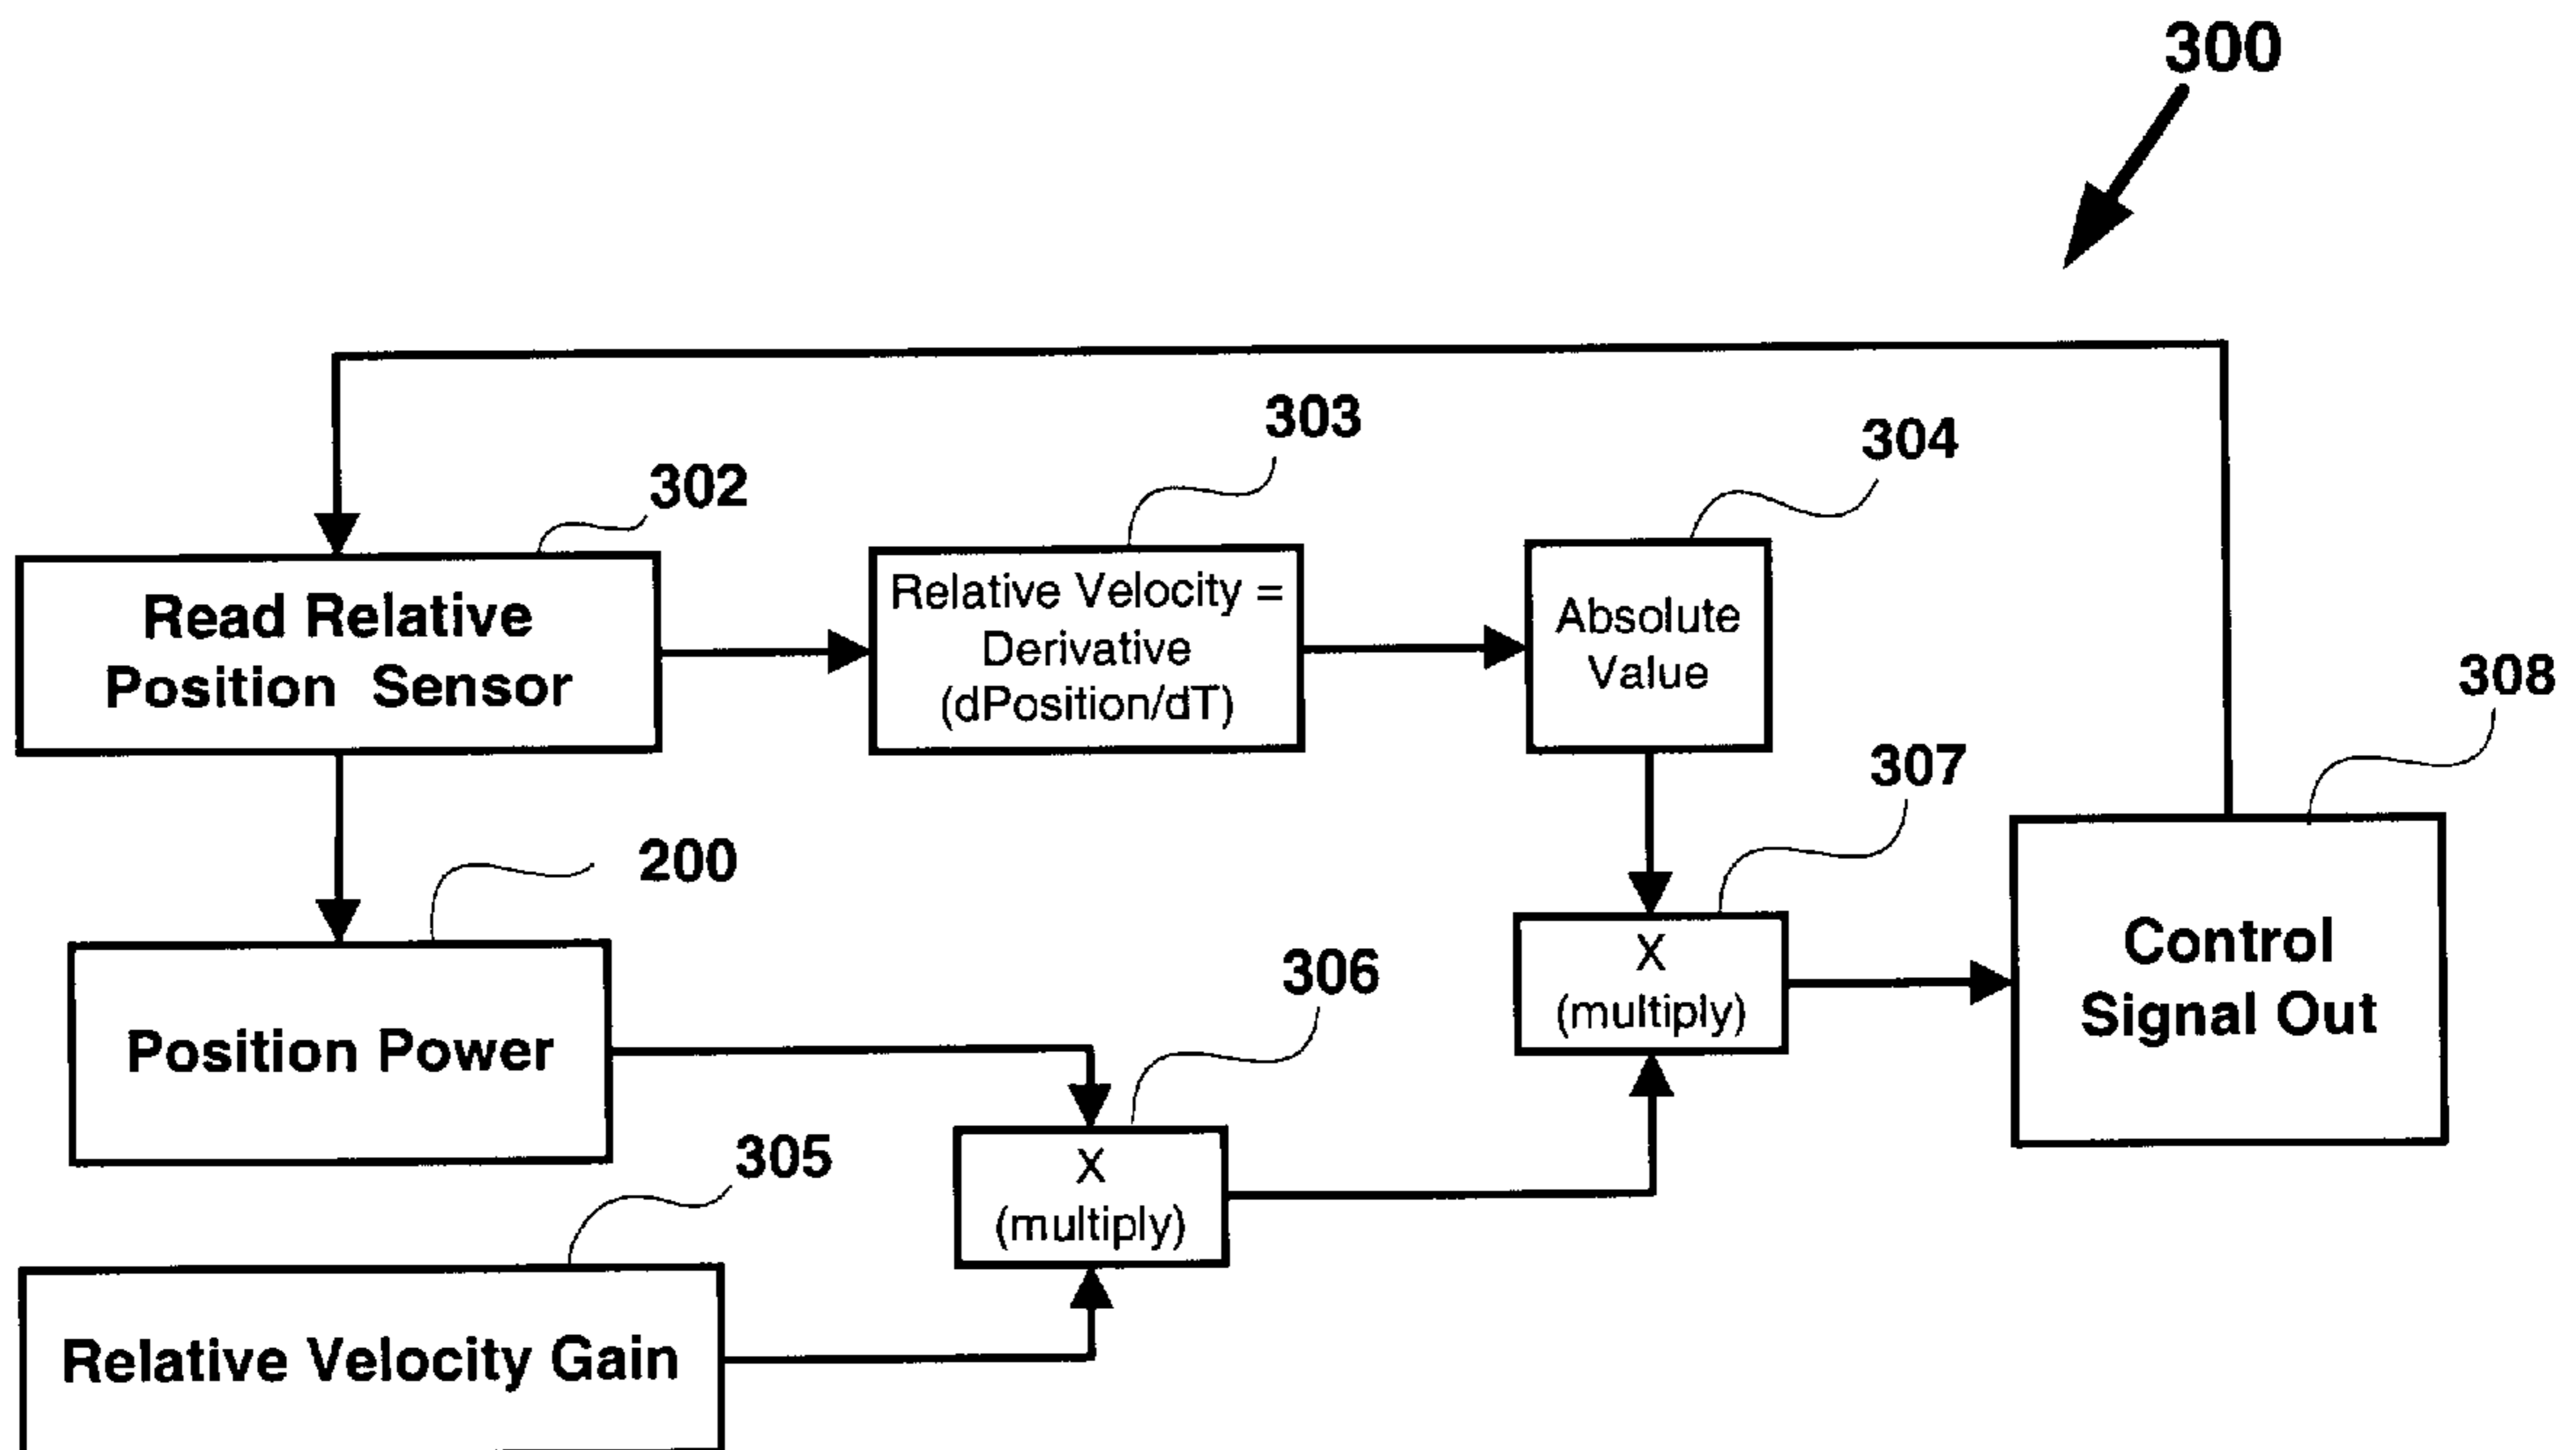 300
303
304
302
Read Relative
Position Sensor
Relative Velocity =
Derivative
(dPosition/dT)
Absolute
Value
308
307
200
Position Power
306
X
(multiply)
Control
Signal Out
305
X
(multiply)
Relative Velocity Gain